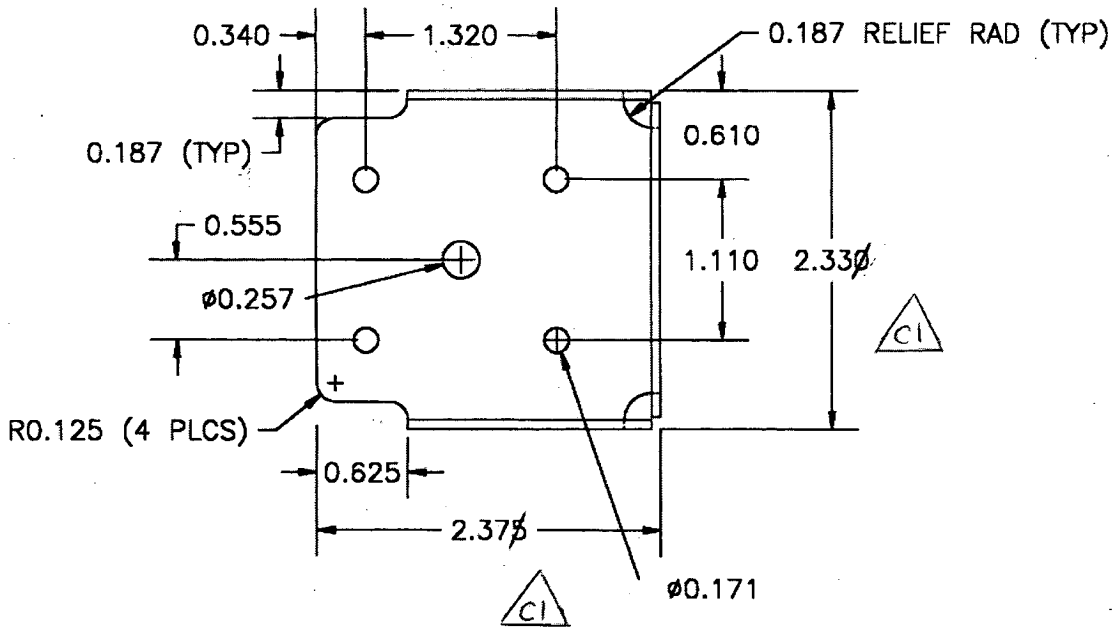 0.340
1.320
0.187 RELIEF RAD (TYP)
0.187 (TYP)
0.610
0.555
1.110
2.330
ø0.257
C1
R0.125 (4 PLCS)
0.625
2.375
ø0.171
C1